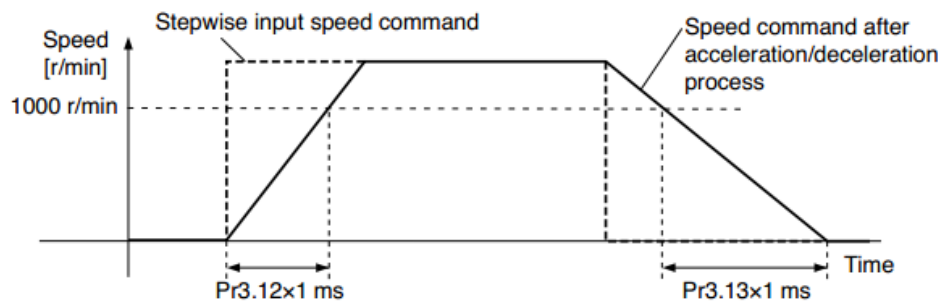 Stepwise input speed command
Speed
[r/min]
Speed command after
acceleration/deceleration
process
1000 r/min
Time
Pr3.12×1 ms
Pr3.13×1 ms